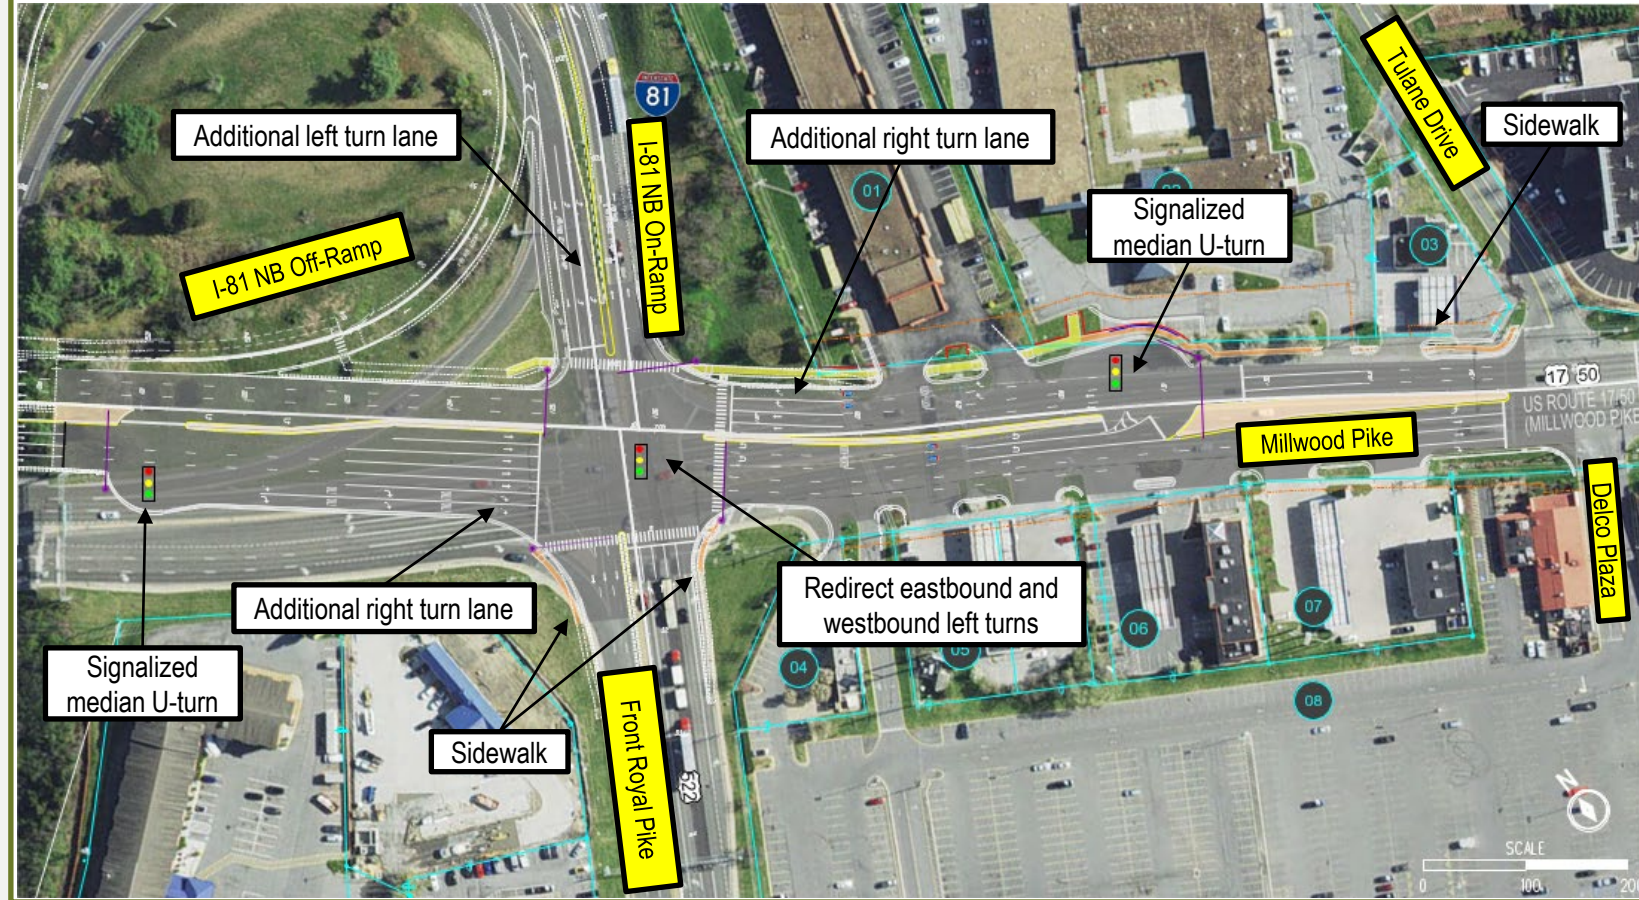 81
Tulane Drive
Additional left turn lane
I-81 NB On-Ramp
Additional right turn lane
Sidewalk
01
Signalized
median U-turn
03
I-81 NB Off-Ramp
17 50
US ROUTE 17-50
(MILLWOOD PIKE
Millwood Pike
Delco Plaza
Additional right turn lane
Redirect eastbound and
westbound left turns
07
06
05
04
08
Signalized
median U-turn
Sidewalk
Front Royal Pike
522
N
SCALE
0 100 200